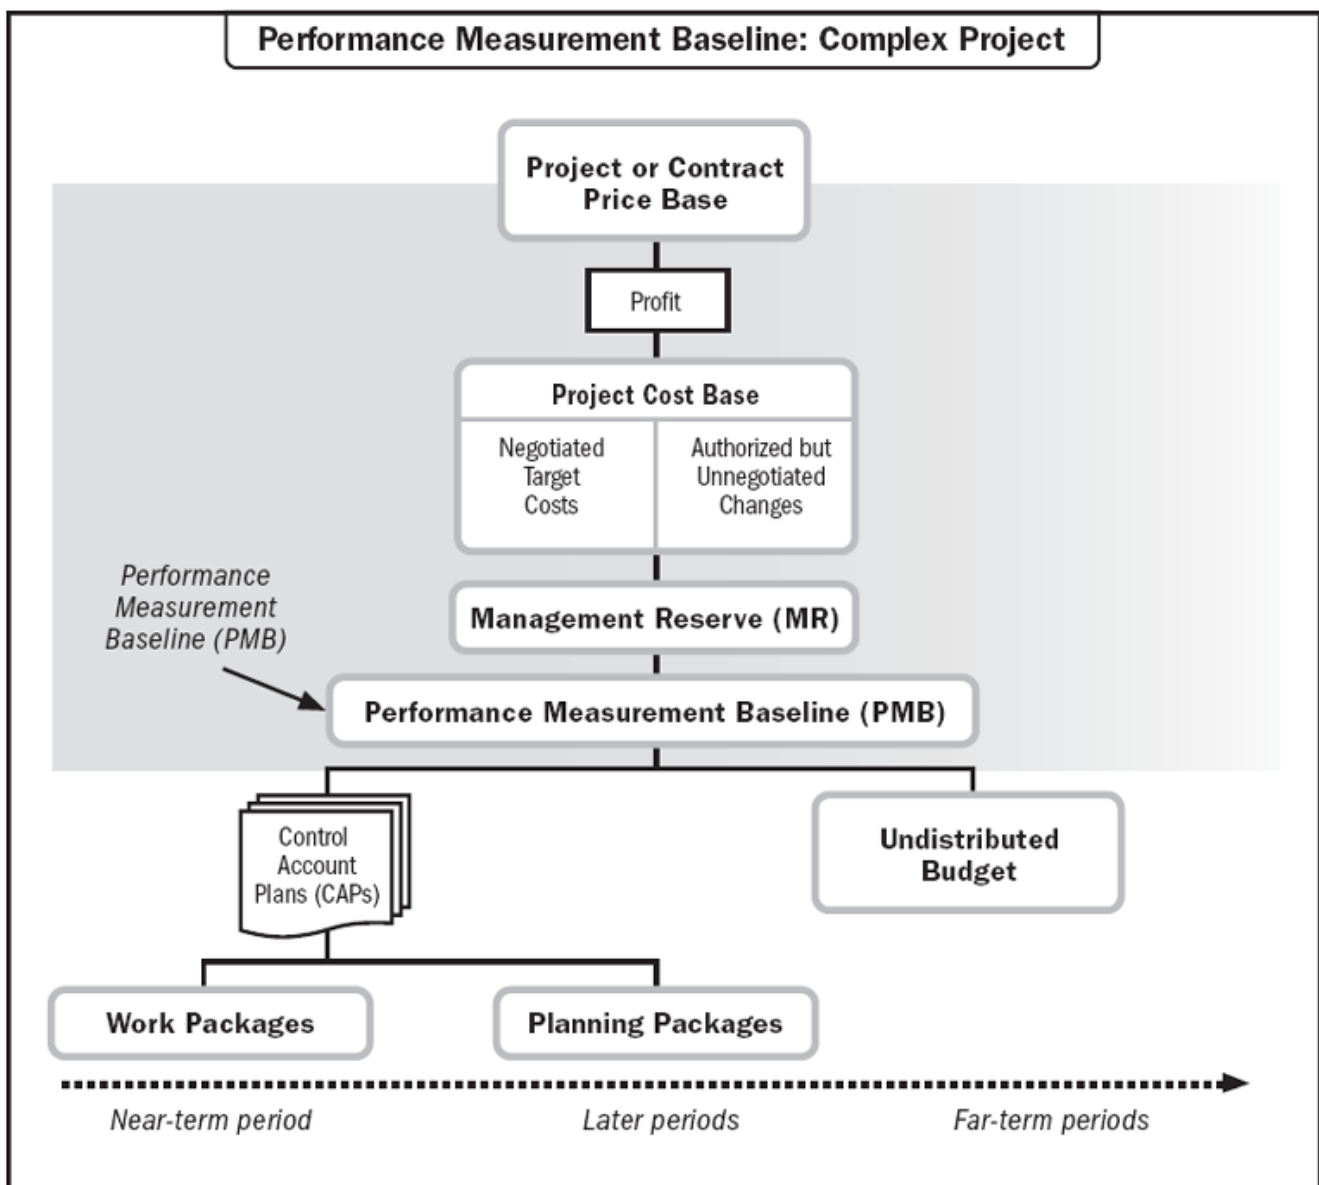 Performance Measurement Baseline: Complex Project
Project or Contract
Price Base
Profit
Project Cost Base
Negotiated
Target
Costs
Authorized but
Unnegotiated
Changes
Performance
Measurement
Baseline (PMB)
Management Reserve (MR)
Performance Measurement Baseline (PMB)
Control
Account
Plans (CAPs)
Undistributed
Budget
Work Packages
Planning Packages
Near-term period
Later periods
Far-term periods